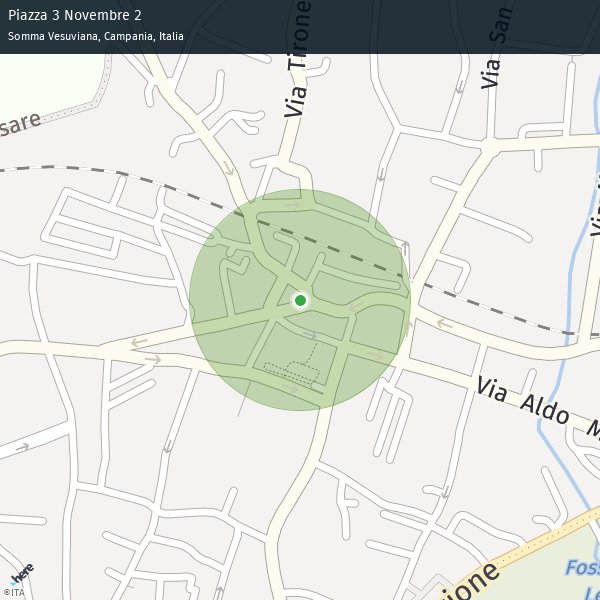 Piazza 3 Novembre 2
Somma Vesuviana, Campania, Italia
Via Tirone
Via San
sare
Via Aldo M
Foss
Le
ione
here
©ITA